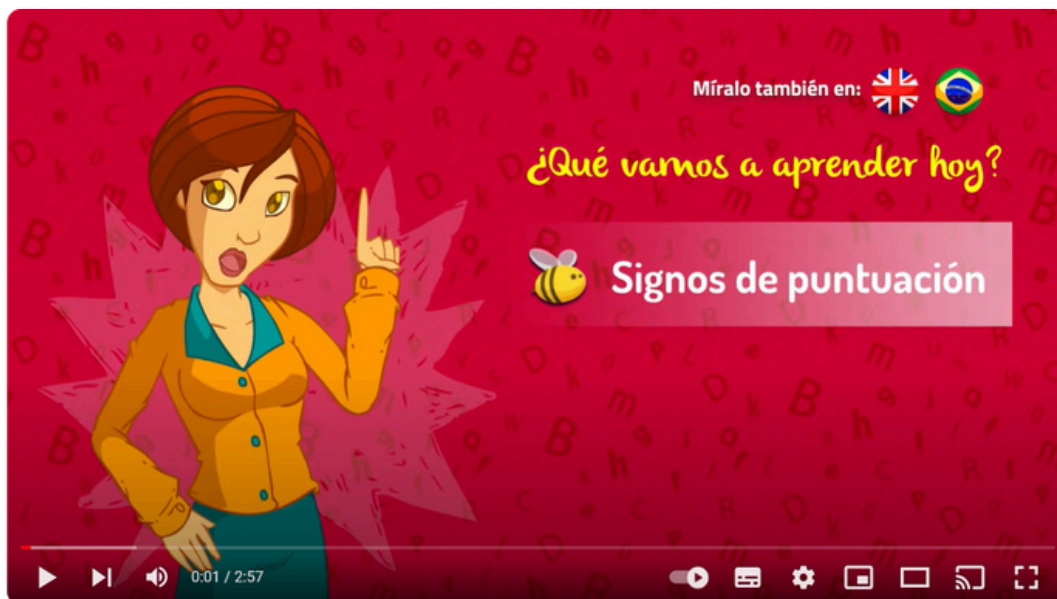 Míralo también en:
¿Qué vamos a aprender hoy?
Signos de puntuación
0:01 / 2:57